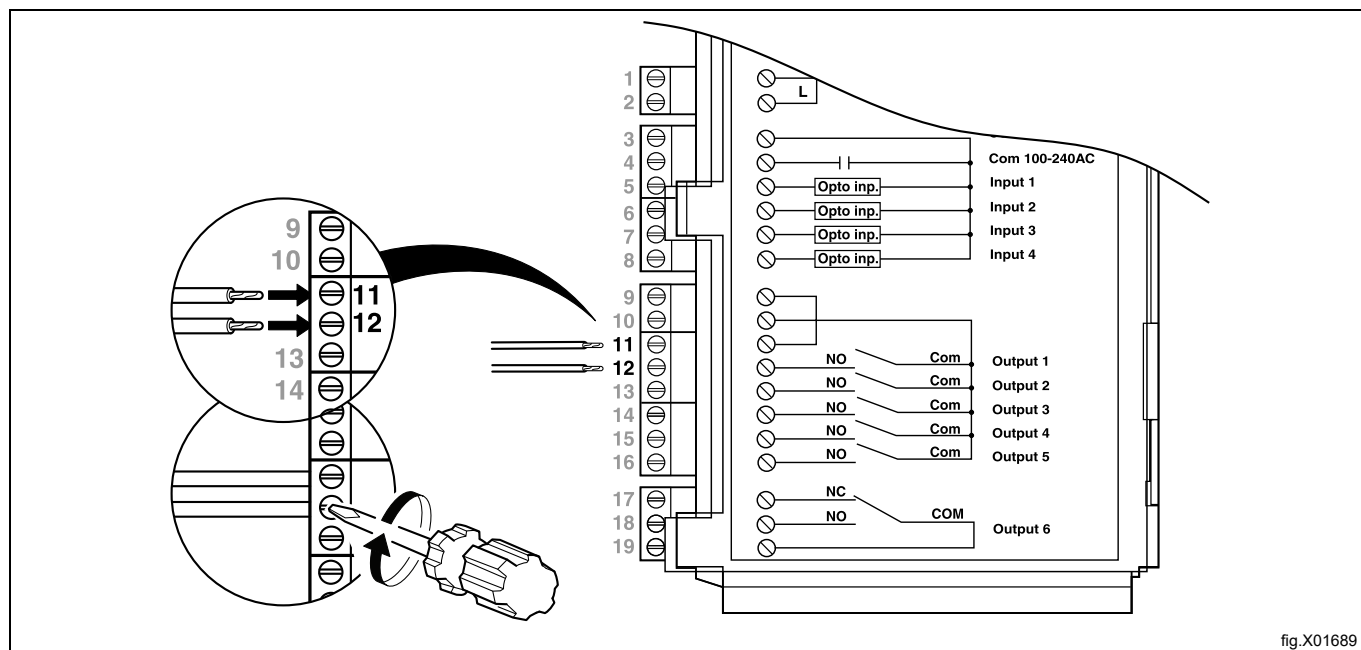 1
2
L
3
4
Com 100-240AC
5
Opto inp.
Input 1
6
Opto inp.
Input 2
7
Opto inp.
Input 3
8
Opto inp.
Input 4
9
10
11
12
13
14
9
10
11
12
13
14
15
16
NO
Com
Output 1
NO
Com
Output 2
NO
Com
Output 3
NO
Com
Output 4
NO
Com
Output 5
17
18
19
NC
NO
COM
Output 6
fig.X01689